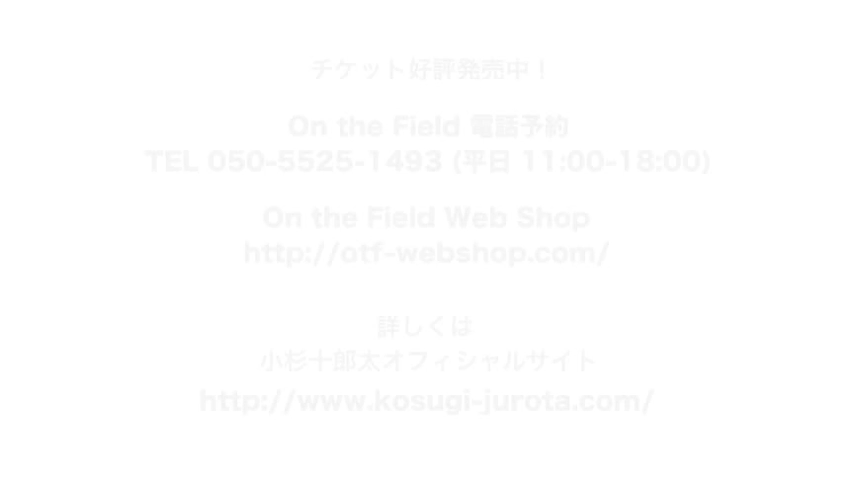 チケット好評発売中！
On the Field 電話予約
TEL 050-5525-1493 (平日 11:00-18:00)
On the Field Web Shop
http://otf-webshop.com/
詳しくは
小杉十郎太オフィシャルサイト
http://www.kosugi-jurota.com/